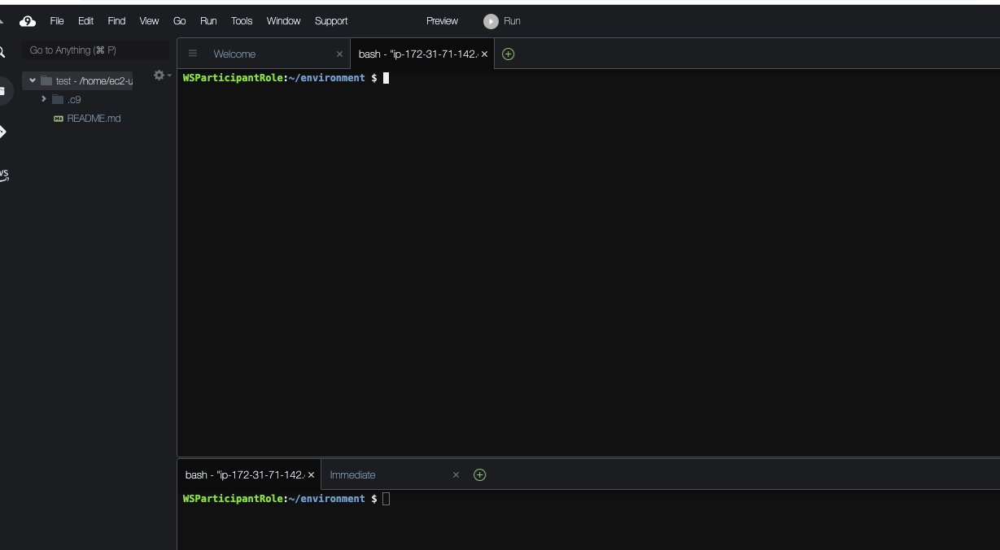 9 File Edit Find View Go Run Tools Window Support Preview Run
Go to Anything (⌘ P)
Welcome
bash - "ip-172-31-71-142.
test - /home/ec2-u
.c9
README.md
WSParticipantRole:~/environment $
bash - "ip-172-31-71-142.
Immediate
WSParticipantRole:~/environment $